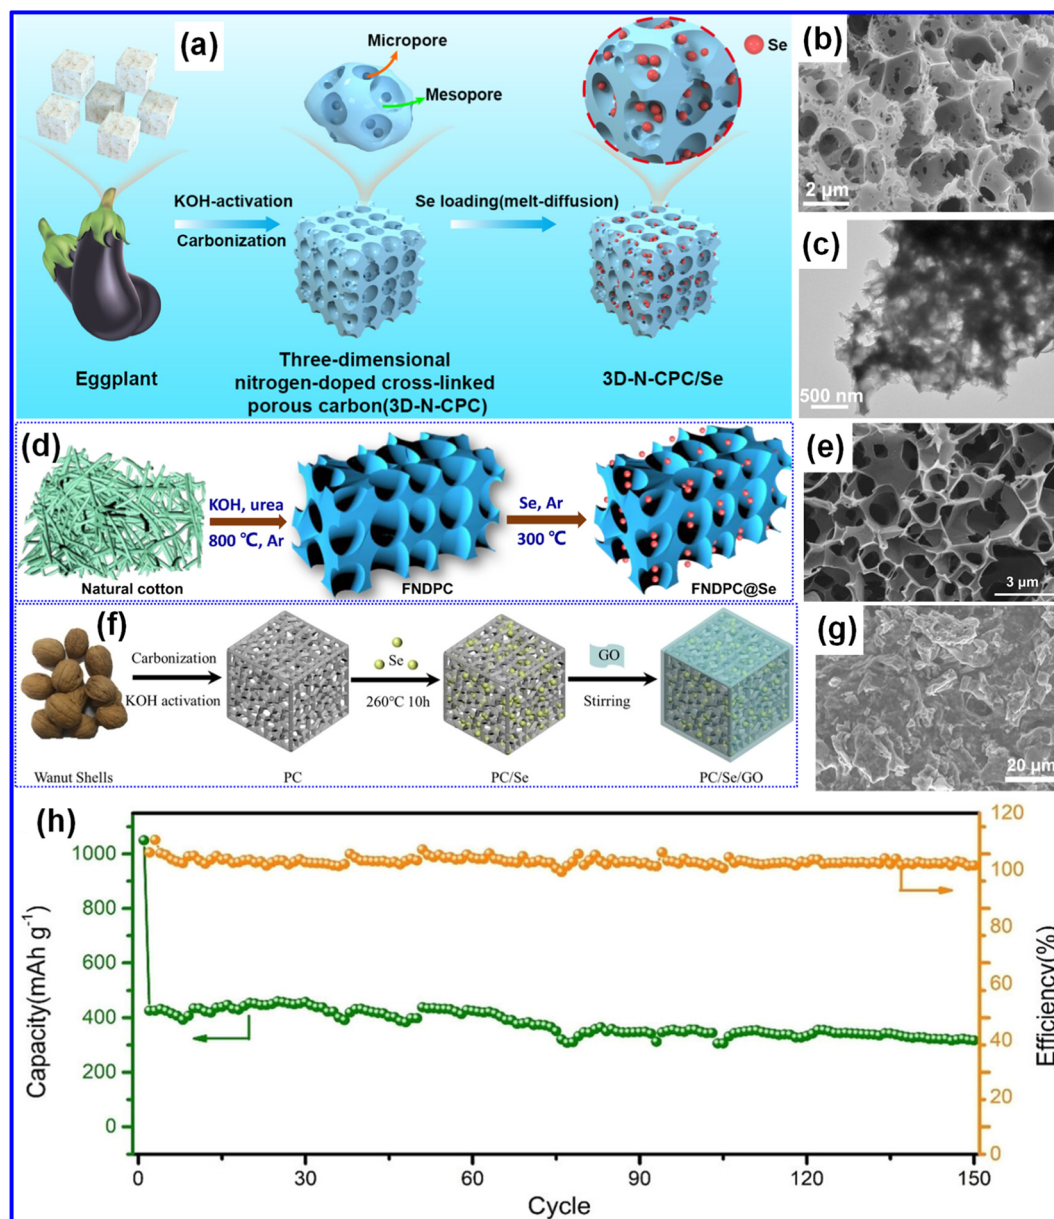 (a)
Micropore
Mesopore
Se
KOH-activation
Carbonization
Se loading(melt-diffusion)
Eggplant
Three-dimensional
nitrogen-doped cross-linked
porous carbon(3D-N-CPC)
3D-N-CPC/Se
(b)
2 μm
(c)
500 nm
(d)
KOH, urea
800 ℃, Ar
Se, Ar
300 ℃
Natural cotton
FNDPC
FNDPC@Se
(e)
3 μm
(f)
Carbonization
KOH activation
Se
260℃ 10h
GO
Stirring
Wanut Shells
PC
PC/Se
PC/Se/GO
(g)
20 μm
(h)
Capacity(mAh g⁻¹)
1000
800
600
400
200
0
120
100
80
60
40
20
0
Efficiency(%)
0
30
60
90
120
150
Cycle